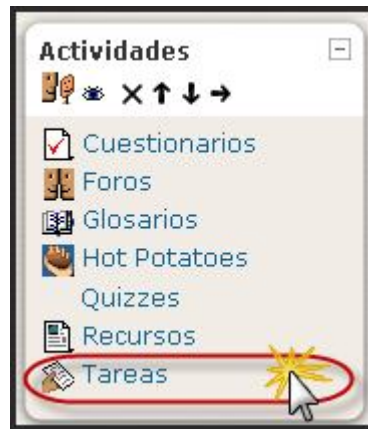 Actividades
Cuestionarios
Foros
Glosarios
Hot Potatoes
Quizzes
Recursos
Tareas